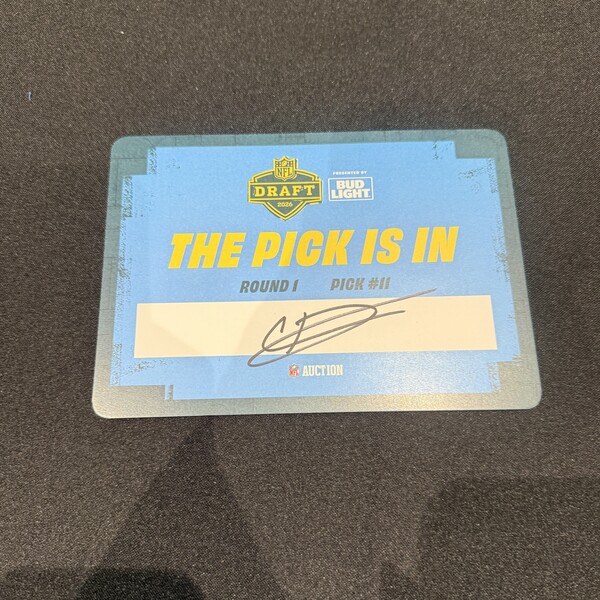 NFL
DRAFT
2026
PRESENTED BY
BUD
LIGHT
THE PICK IS IN
ROUND 1 PICK #11
NFL AUCTION